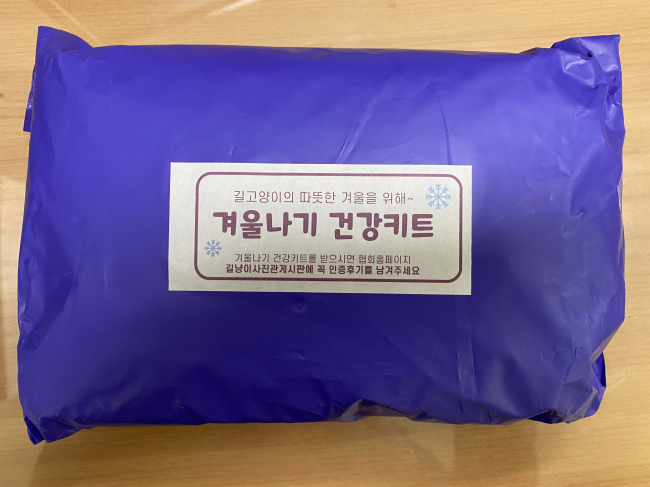 길고양이의 따뜻한 겨울을 위해~
겨울나기 건강키트
겨울나기 건강키트를 받으시면 협회홈페이지
길냥이사진관게시판에 꼭 인증후기를 남겨주세요